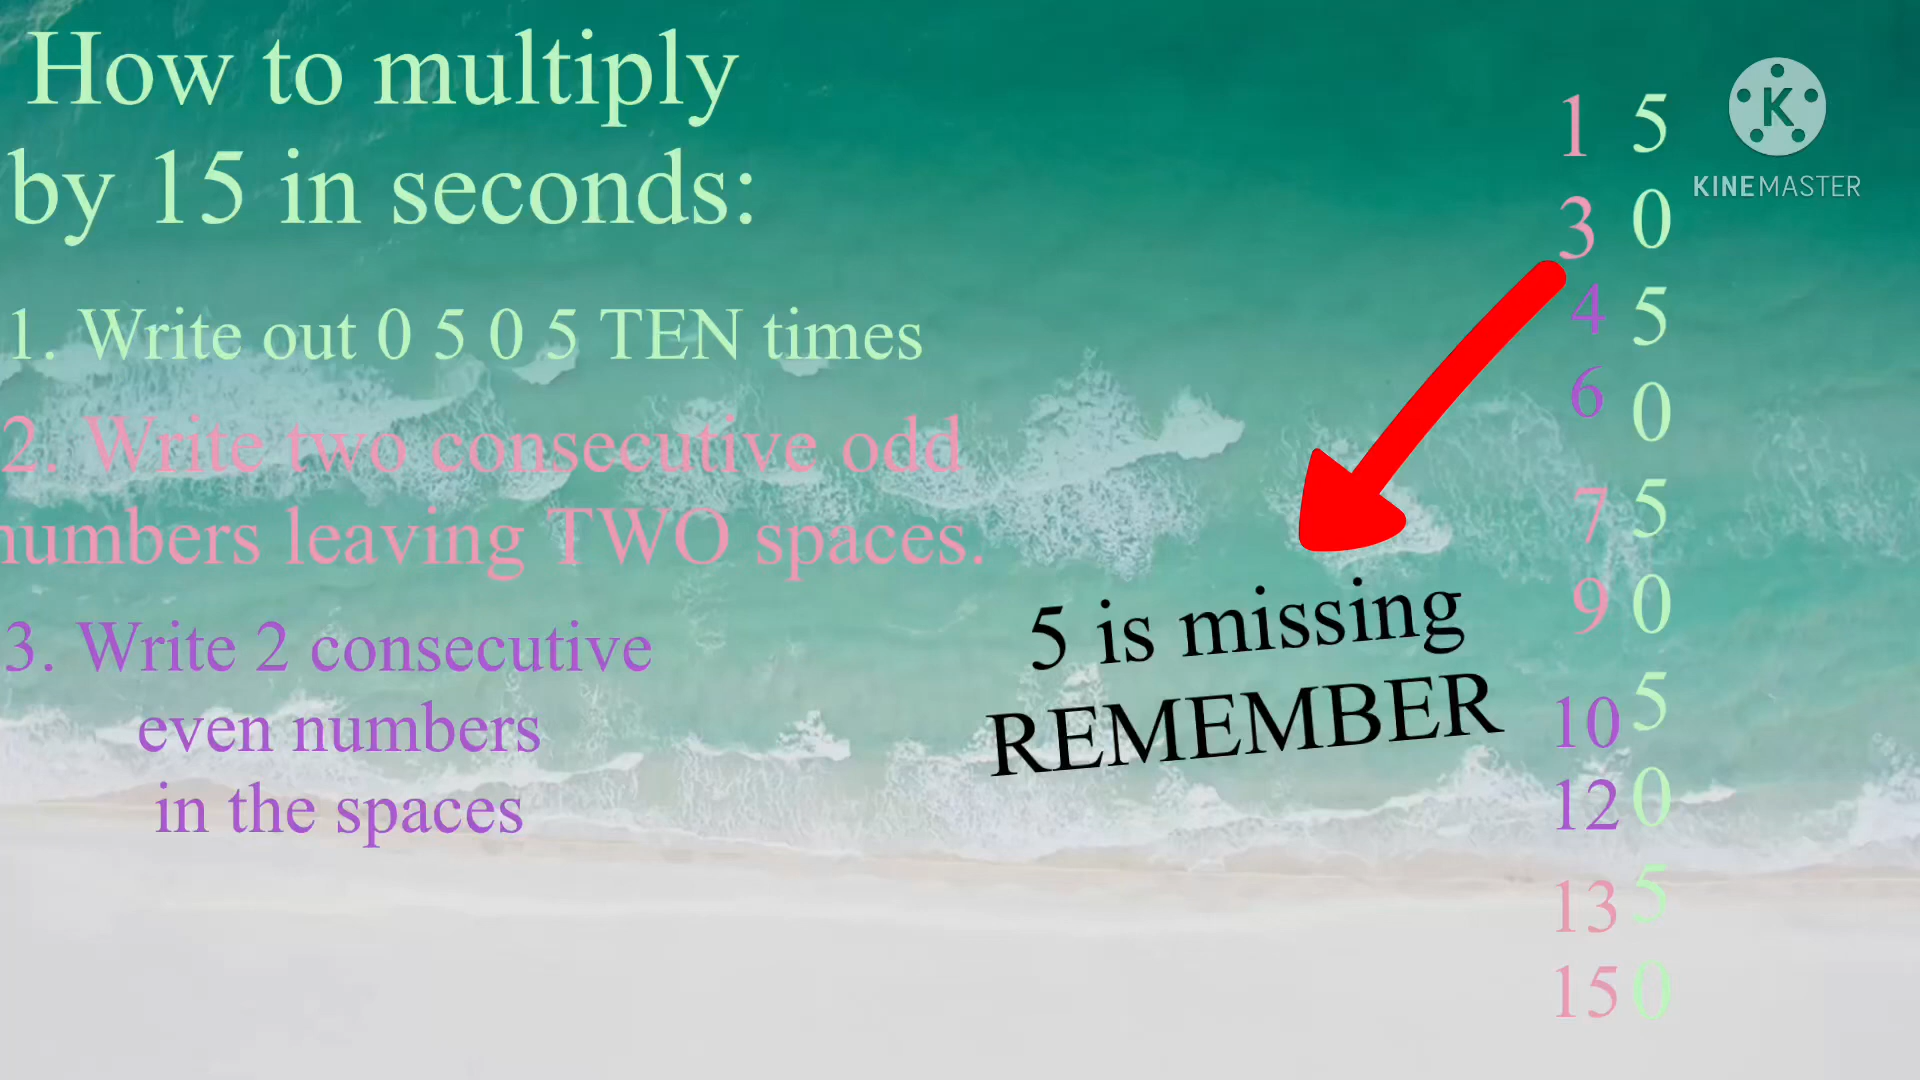 How to multiply
by 15 in seconds:
1. Write out 0 5 0 5 TEN times
2. Write two consecutive odd
numbers leaving TWO spaces.
3. Write 2 consecutive
even numbers
in the spaces
5 is missing
REMEMBER
1 5
3 0
4 5
6 0
7 5
9 0
10 5
12 0
13 5
15 0
K
KINEMASTER